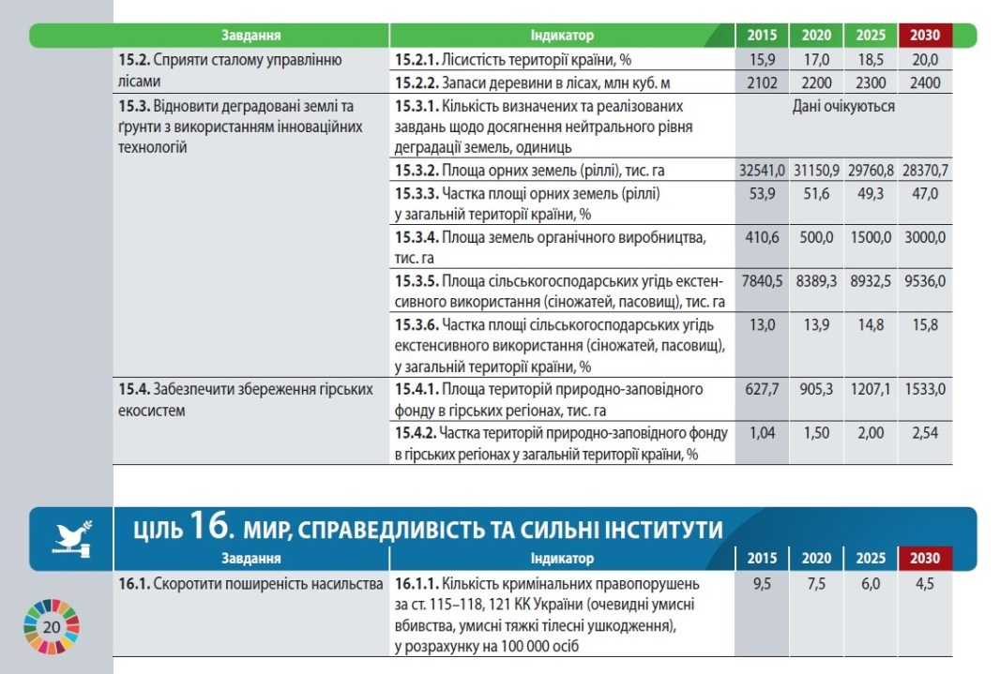 Завдання Індикатор 2015 2020 2025 2030
15.2. Сприяти сталому управлінню 15.2.1. Лісистість території країни, % 15,9 17,0 18,5 20,0
лісами 15.2.2. Запаси деревини в лісах, млн куб. м 2102 2200 2300 2400
15.3. Відновити деградовані землі та 15.3.1. Кількість визначених та реалізованих Дані очікуються
ґрунти з використанням інноваційних завдань щодо досягнення нейтрального рівня
технологій деградації земель, одиниць
15.3.2. Площа орних земель (ріллі), тис. га 32541,0 31150,9 29760,8 28370,7
15.3.3. Частка площі орних земель (ріллі) 53,9 51,6 49,3 47,0
у загальній території країни, %
15.3.4. Площа земель органічного виробництва, 410,6 500,0 1500,0 3000,0
тис. га
15.3.5. Площа сільськогосподарських угідь екстен- 7840,5 8389,3 8932,5 9536,0
сивного використання (сіножатей, пасовищ), тис. га
15.3.6. Частка площі сільськогосподарських угідь 13,0 13,9 14,8 15,8
екстенсивного використання (сіножатей, пасовищ),
у загальній території країни, %
15.4. Забезпечити збереження гірських 15.4.1. Площа територій природно-заповідного 627,7 905,3 1207,1 1533,0
екосистем фонду в гірських регіонах, тис. га
15.4.2. Частка територій природно-заповідного фонду 1,04 1,50 2,00 2,54
в гірських регіонах у загальній території країни, %
ЦІЛЬ 16. МИР, СПРАВЕДЛИВІСТЬ ТА СИЛЬНІ ІНСТИТУТИ
Завдання Індикатор 2015 2020 2025 2030
16.1. Скоротити поширеність насильства 16.1.1. Кількість кримінальних правопорушень 9,5 7,5 6,0 4,5
за ст. 115–118, 121 КК України (очевидні умисні
вбивства, умисні тяжкі тілесні ушкодження),
у розрахунку на 100 000 осіб
20